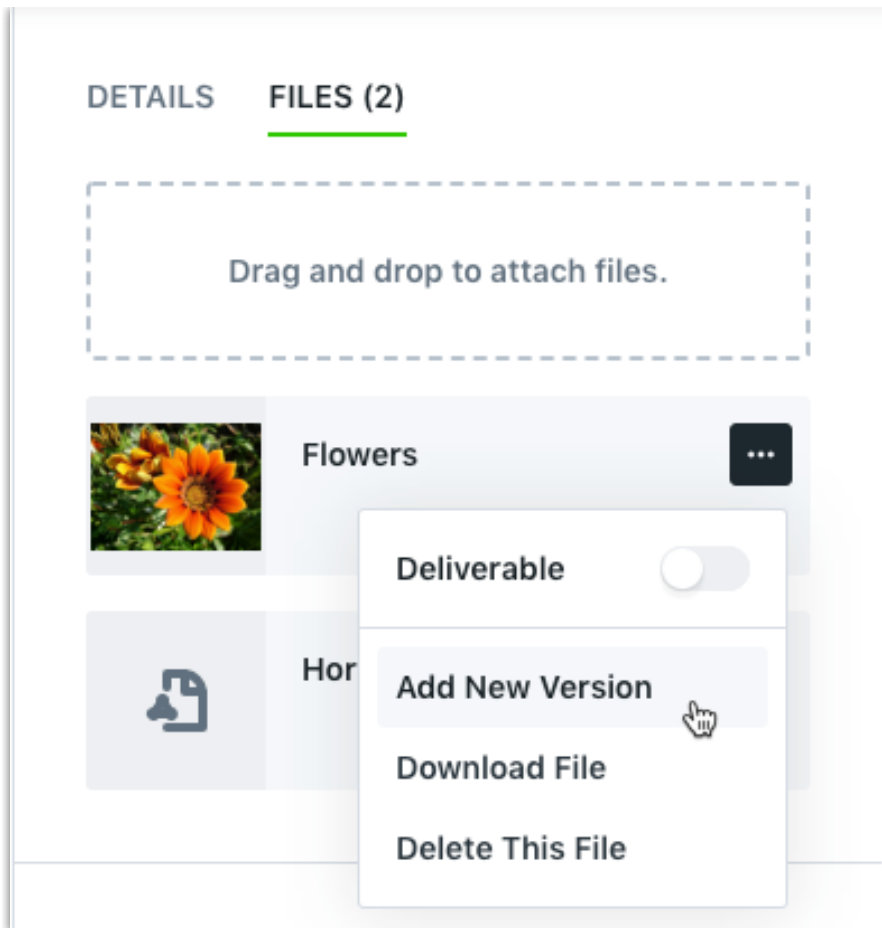 DETAILS FILES (2)
Drag and drop to attach files.
Flowers
Deliverable
Hor
Add New Version
Download File
Delete This File